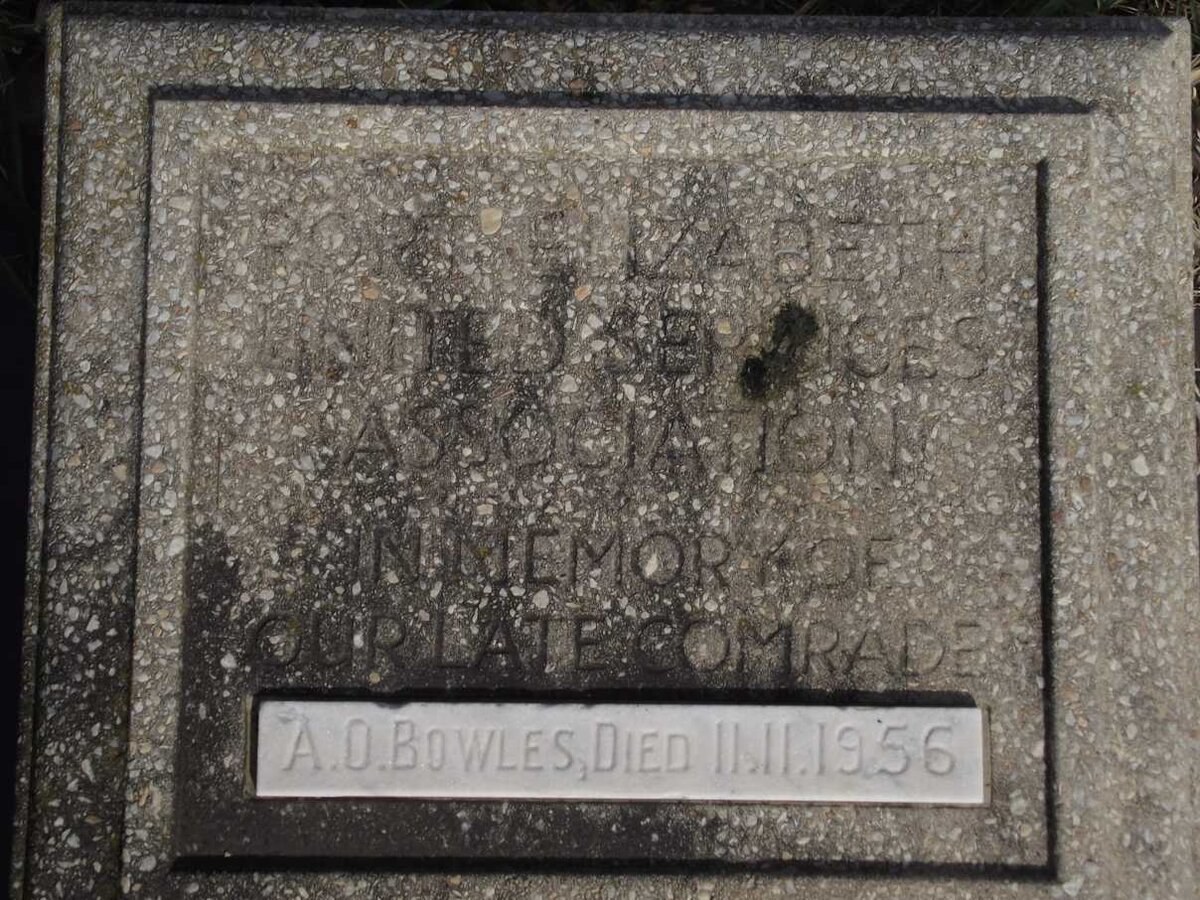 PORT ELIZABETH
UNITED SERVICES
ASSOCIATION
IN MEMORY OF
OUR LATE COMRADE
A.O. BOWLES, DIED 11.11.1956